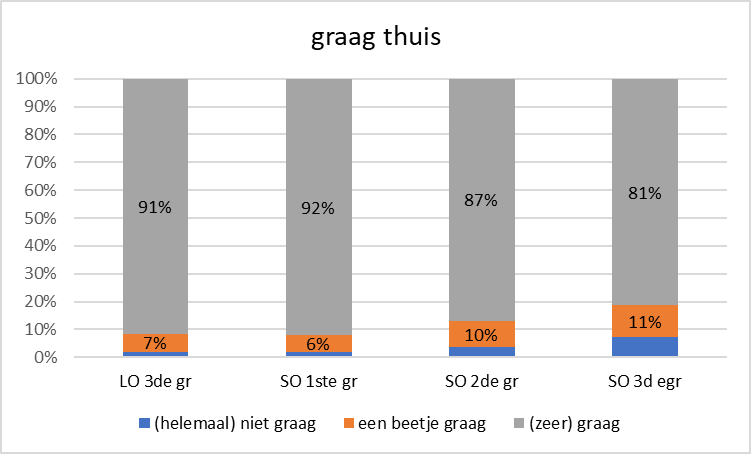 graag thuis
100%
90%
80%
70%
60%
50%
40%
30%
20%
10%
0%
91%
92%
87%
81%
7%
6%
10%
11%
LO 3de gr
SO 1ste gr
SO 2de gr
SO 3d egr
(helemaal) niet graag
een beetje graag
(zeer) graag